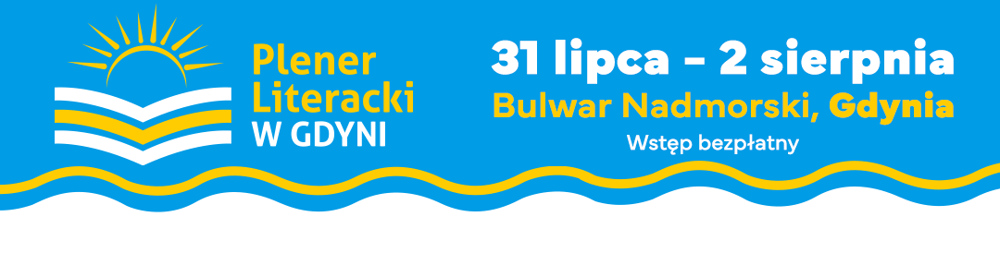 Plener
Literacki
W GDYNI
31 lipca – 2 sierpnia
Bulwar Nadmorski, Gdynia
Wstęp bezpłatny